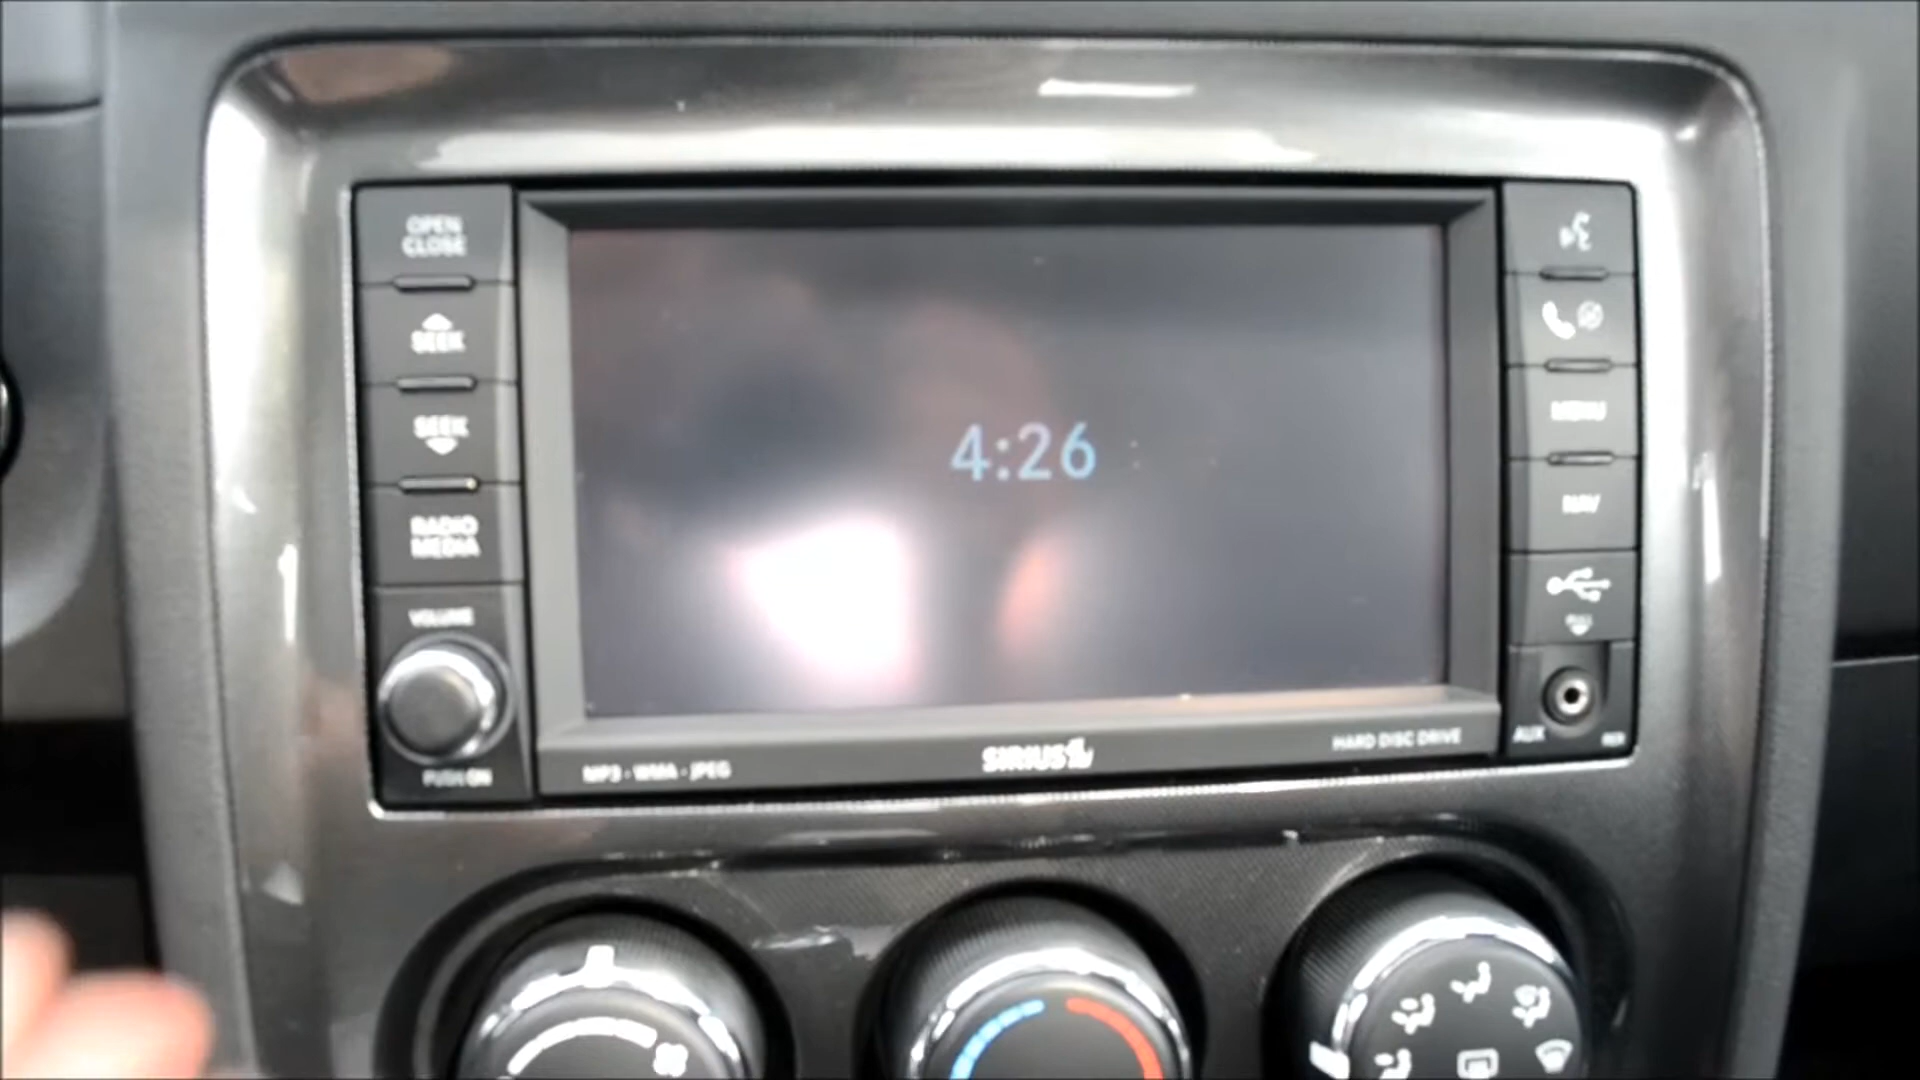 OPEN
CLOSE
SEEK
SEEK
RADIO
MEDIA
VOLUME
PUSH ON
4:26
MP3 - WMA - JPEG
SIRIUS
HARD DISC DRIVE
MENU
NAV
PULL
AUX